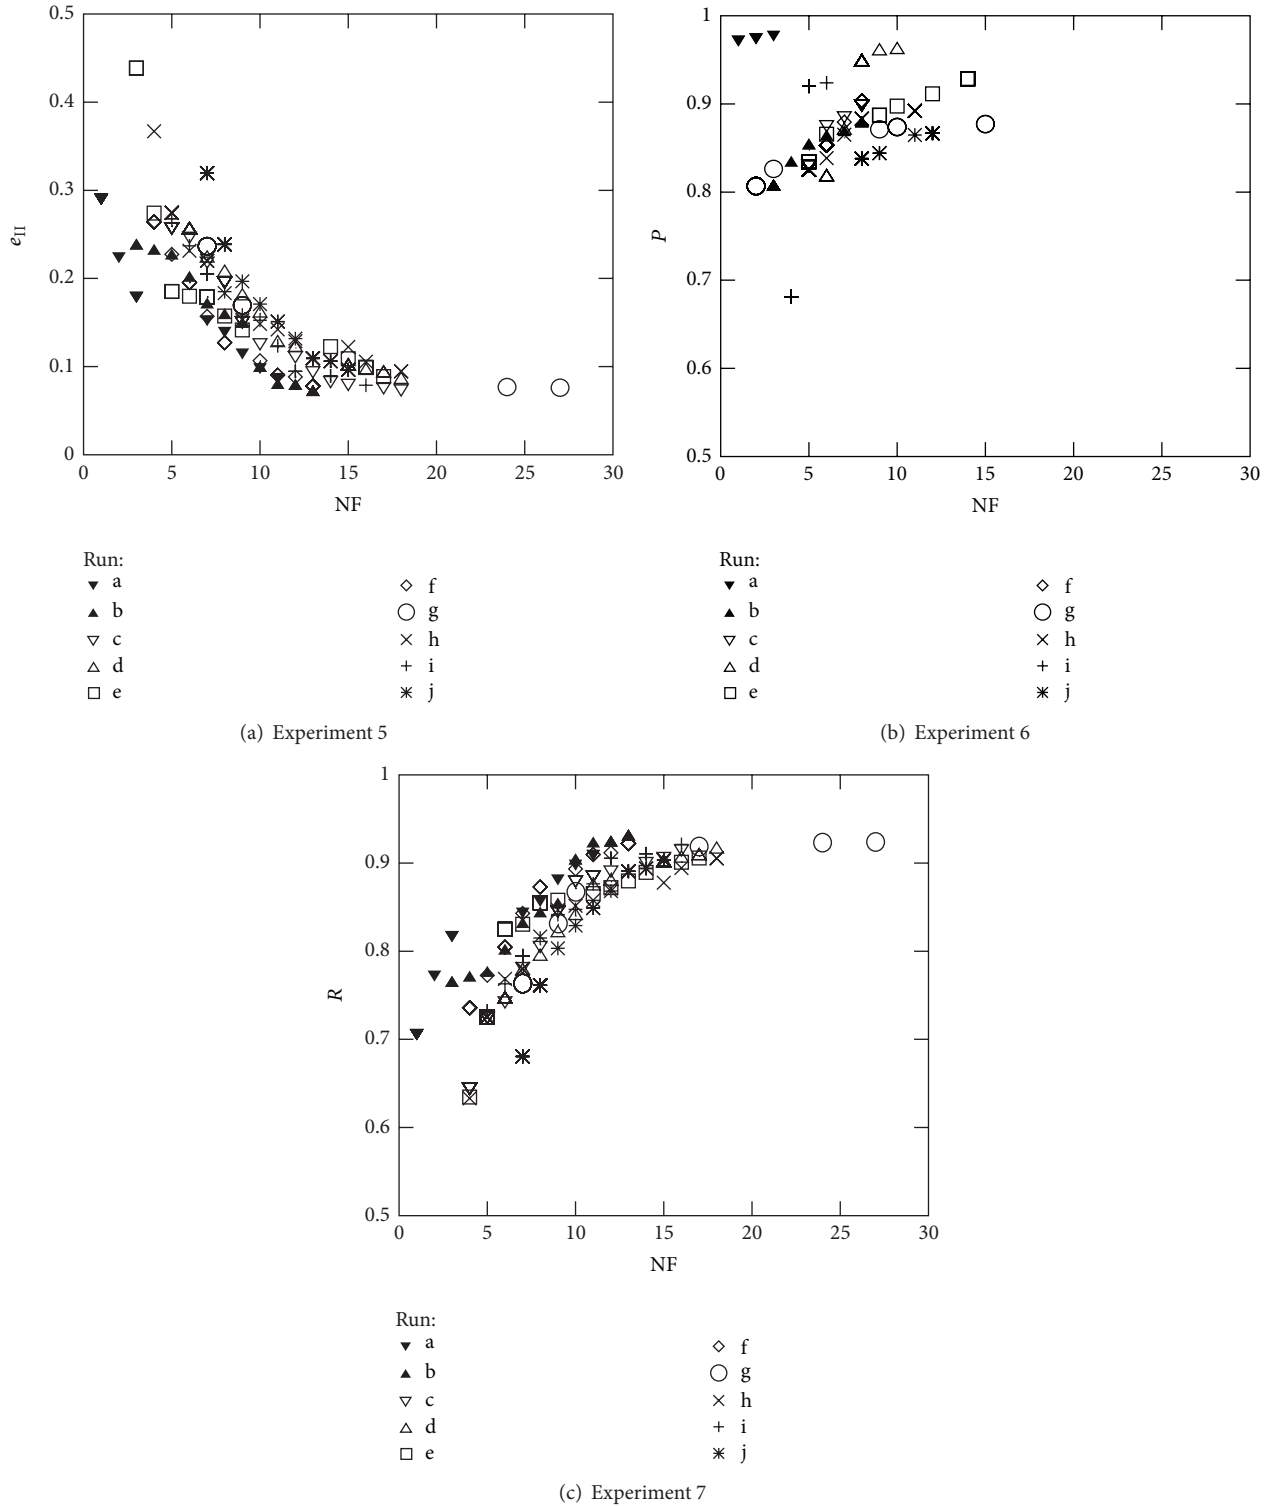 0.5
0.4
0.3
0.2
0.1
0
e_II
0 5 10 15 20 25 30
NF
Run:
a
b
c
d
e
f
g
h
i
j
(a) Experiment 5
1
0.9
0.8
0.7
0.6
0.5
P
0 5 10 15 20 25 30
NF
Run:
a
b
c
d
e
f
g
h
i
j
(b) Experiment 6
1
0.9
0.8
0.7
0.6
0.5
R
0 5 10 15 20 25 30
NF
Run:
a
b
c
d
e
f
g
h
i
j
(c) Experiment 7